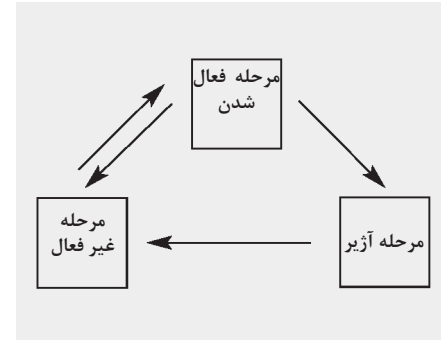 مرحله فعال
شدن
مرحله
غیر فعال
مرحله آژیر